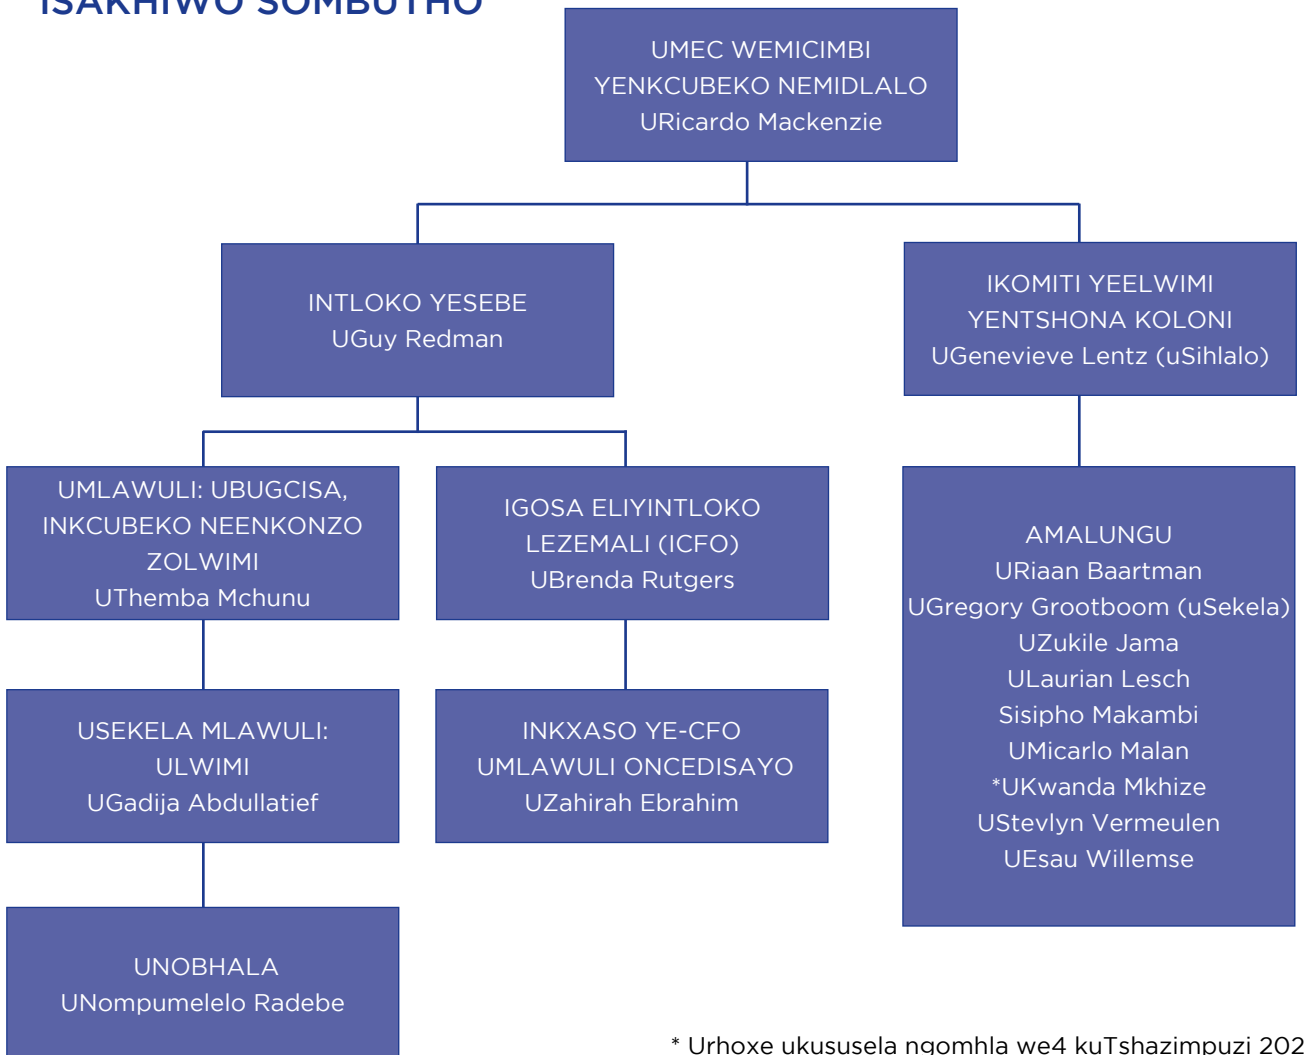 ISAKHIWO SOMBUTHO
UMEC WEMICIMBI
YENKCUBEKO NEMIDLALO
URicardo Mackenzie
INTLOKO YESEBE
UGuy Redman
IKOMITI YEELWIMI
YENTSHONA KOLONI
UGenevieve Lentz (uSihlalo)
UMLAWULI: UBUGCISA,
INKCUBEKO NEENKONZO
ZOLWIMI
UThemba Mchunu
IGOSA ELIYINTLOKO
LEZEMALI (ICFO)
UBrenda Rutgers
AMALUNGU
URiaan Baartman
UGregory Grootboom (uSekela)
UZukile Jama
ULaurian Lesch
Sisipho Makambi
UMicarlo Malan
*UKwanda Mkhize
UStevlyn Vermeulen
UEsau Willemse
USEKELA MLAWULI:
ULWIMI
UGadija Abdullatief
INKXASO YE-CFO
UMLAWULI ONCEDISAYO
UZahirah Ebrahim
UNOBHALA
UNompumelelo Radebe
* Urhoxe ukususela ngomhla we4 kuTshazimpuzi 202